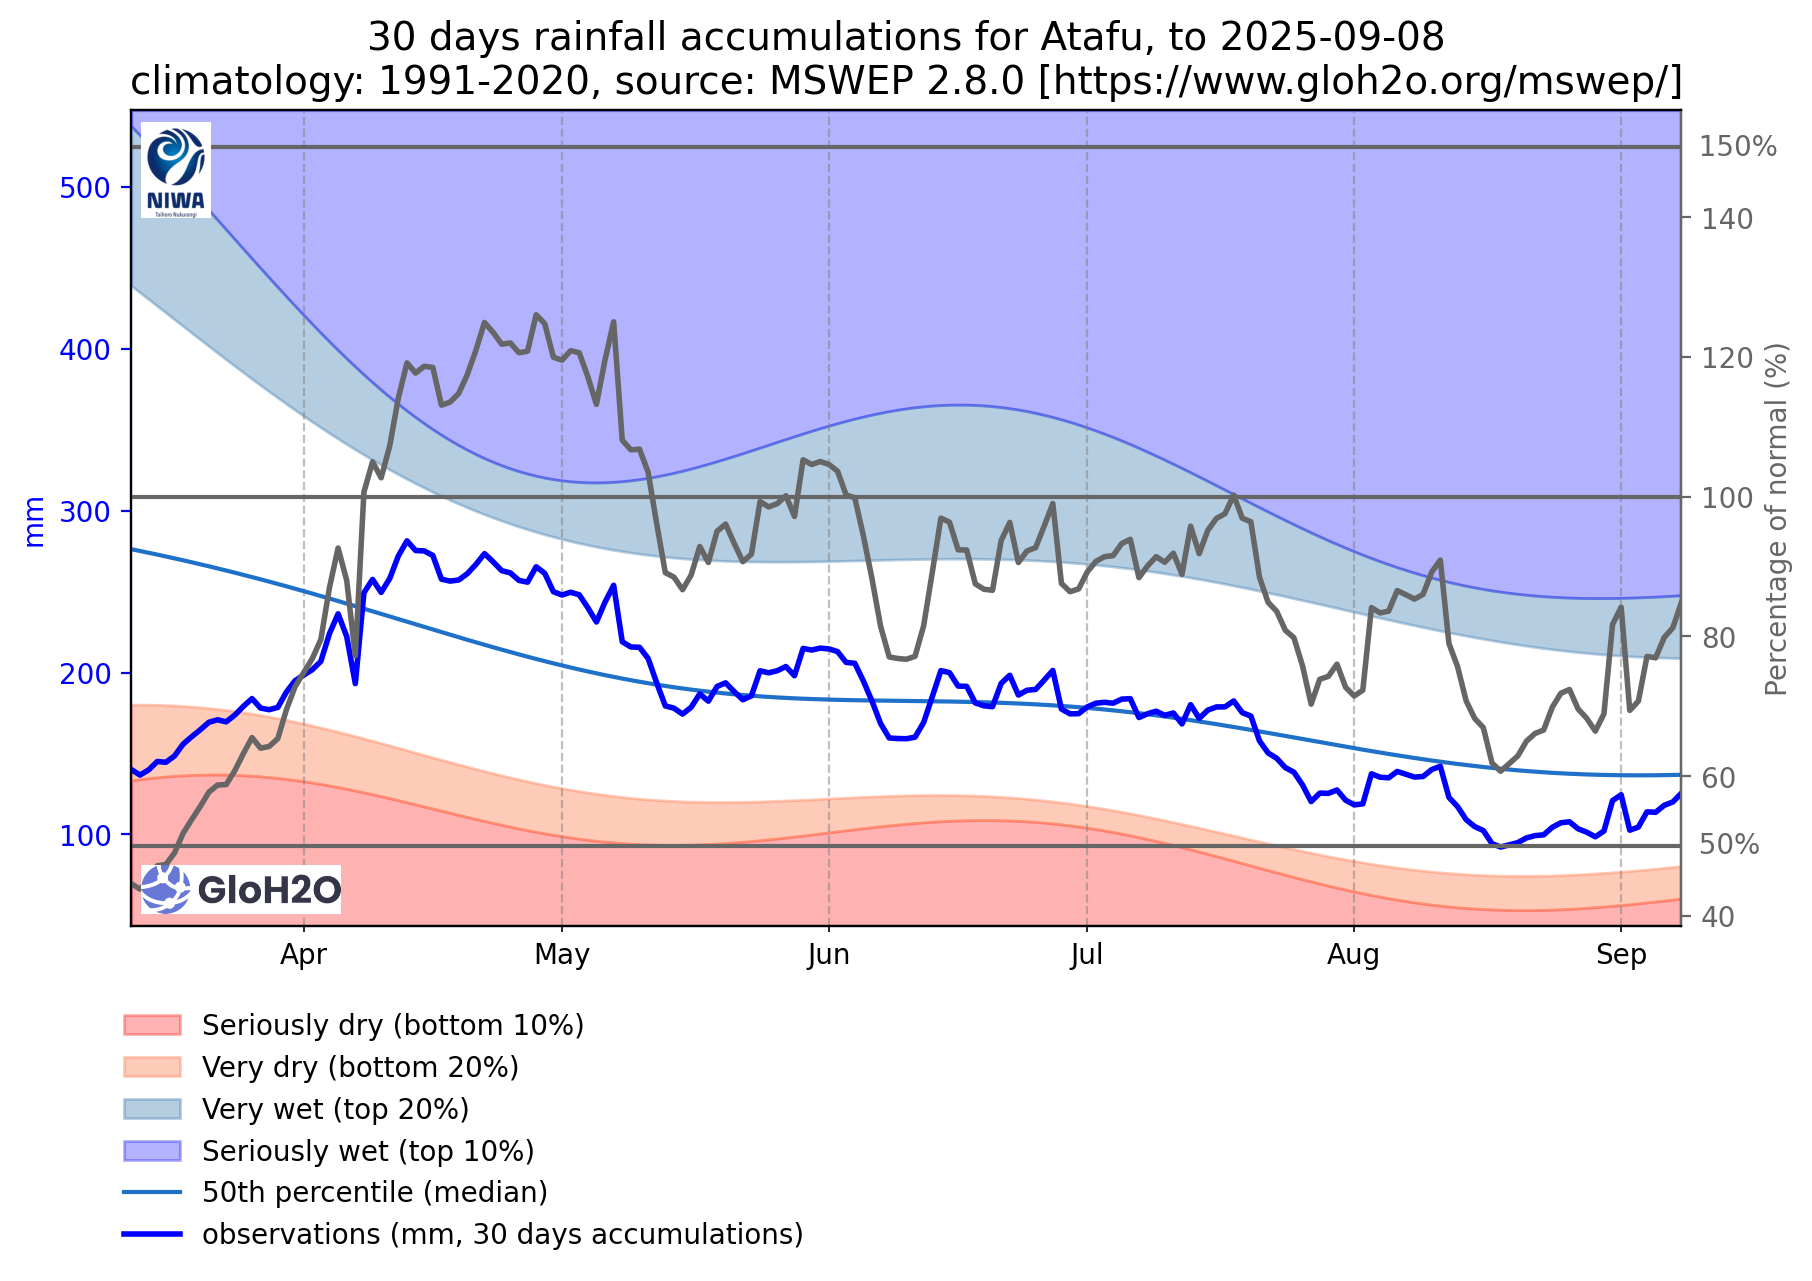 30 days rainfall accumulations for Atafu, to 2025-09-08
climatology: 1991-2020, source: MSWEP 2.8.0 [https://www.gloh2o.org/mswep/]
NIWA
Taihoro Nukurangi
mm
500
400
300
200
100
150%
140
120
100
80
60
50%
40
Percentage of normal (%)
GloH2O
Apr May Jun Jul Aug Sep
Seriously dry (bottom 10%)
Very dry (bottom 20%)
Very wet (top 20%)
Seriously wet (top 10%)
50th percentile (median)
observations (mm, 30 days accumulations)